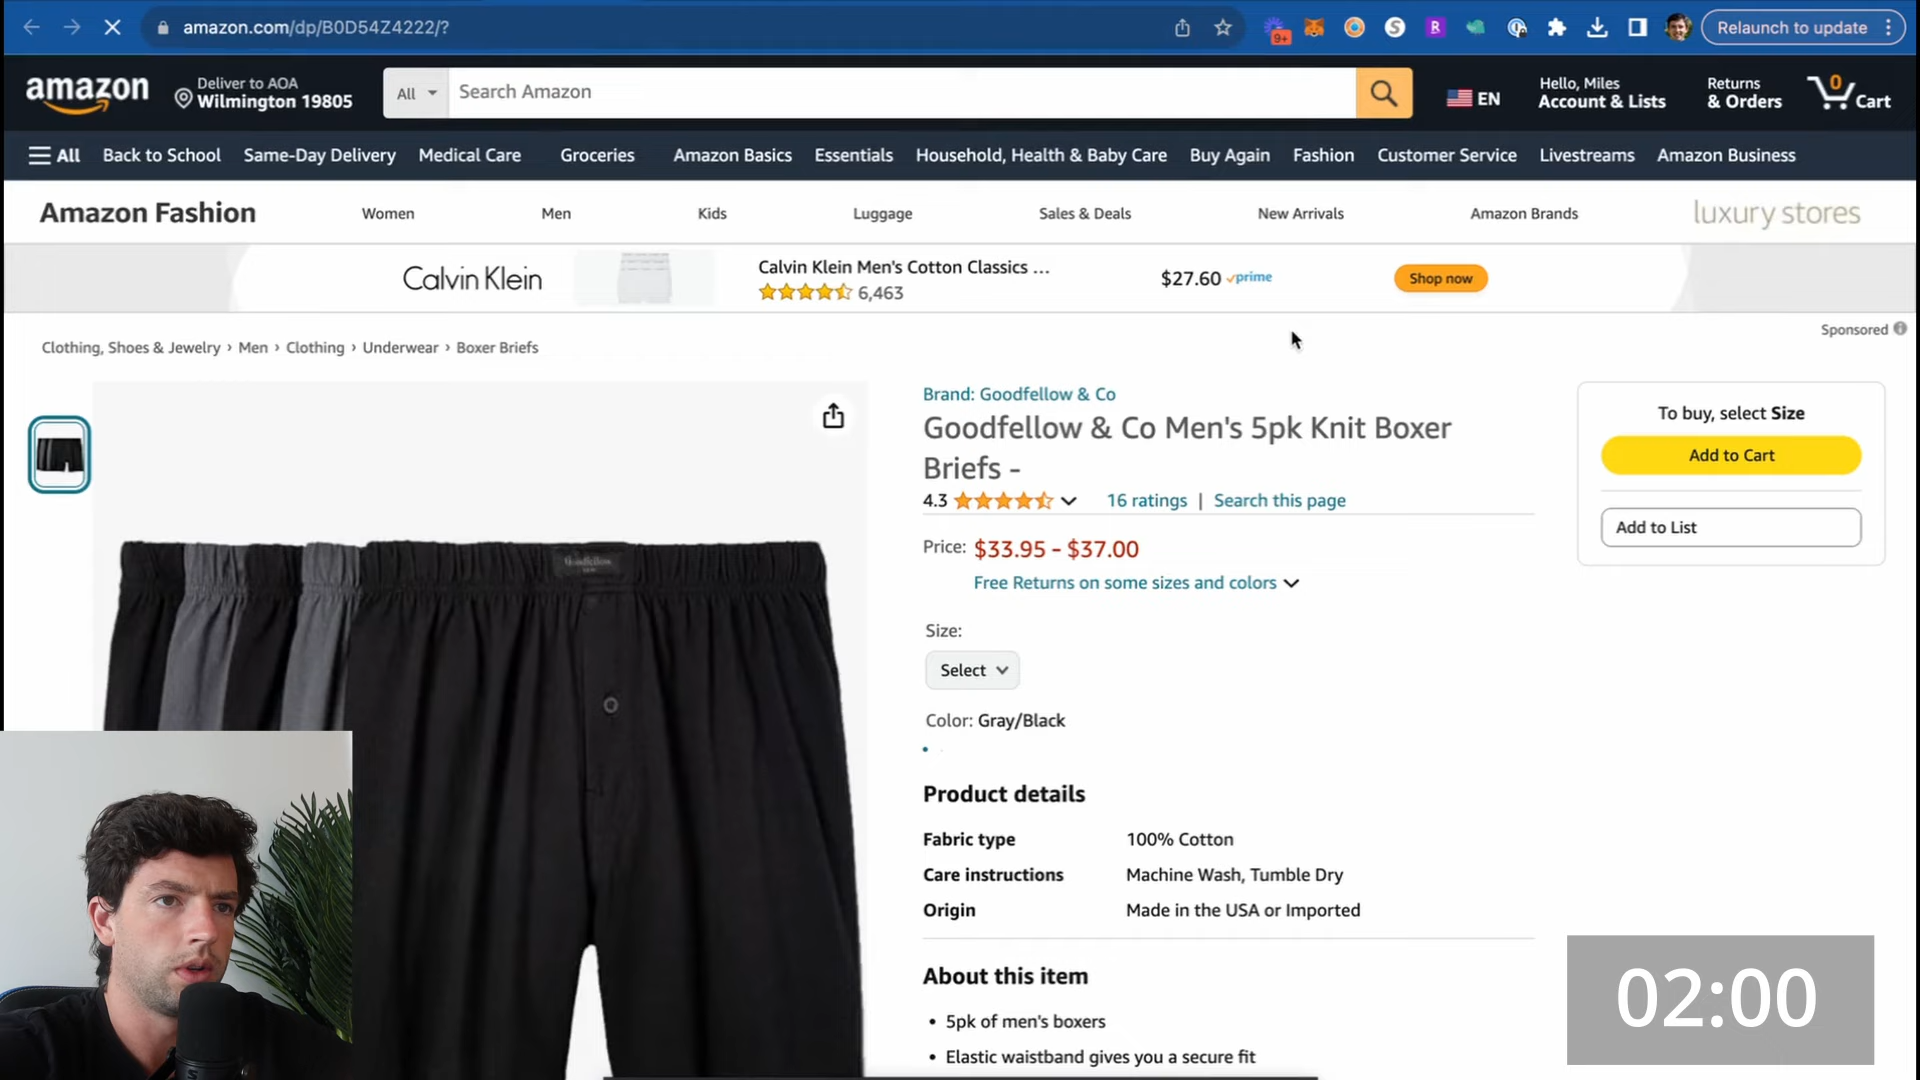 amazon.com/dp/B0D54Z4222/?
9+
S
R
Relaunch to update
amazon
Deliver to AOA
Wilmington 19805
All
Search Amazon
EN
Hello, Miles
Account & Lists
Returns
& Orders
0
Cart
All
Back to School
Same-Day Delivery
Medical Care
Groceries
Amazon Basics
Essentials
Household, Health & Baby Care
Buy Again
Fashion
Customer Service
Livestreams
Amazon Business
Amazon Fashion
Women
Men
Kids
Luggage
Sales & Deals
New Arrivals
Amazon Brands
luxury stores
Calvin Klein
Calvin Klein Men's Cotton Classics ...
6,463
$27.60 prime
Shop now
Sponsored
Clothing, Shoes & Jewelry › Men › Clothing › Underwear › Boxer Briefs
Brand: Goodfellow & Co
Goodfellow & Co Men's 5pk Knit Boxer
Briefs -
4.3
16 ratings | Search this page
Price: $33.95 - $37.00
Free Returns on some sizes and colors
Size:
Select
Color: Gray/Black
To buy, select Size
Add to Cart
Add to List
Goodfellow
Product details
Fabric type 100% Cotton
Care instructions Machine Wash, Tumble Dry
Origin Made in the USA or Imported
About this item
• 5pk of men's boxers
• Elastic waistband gives you a secure fit
02:00